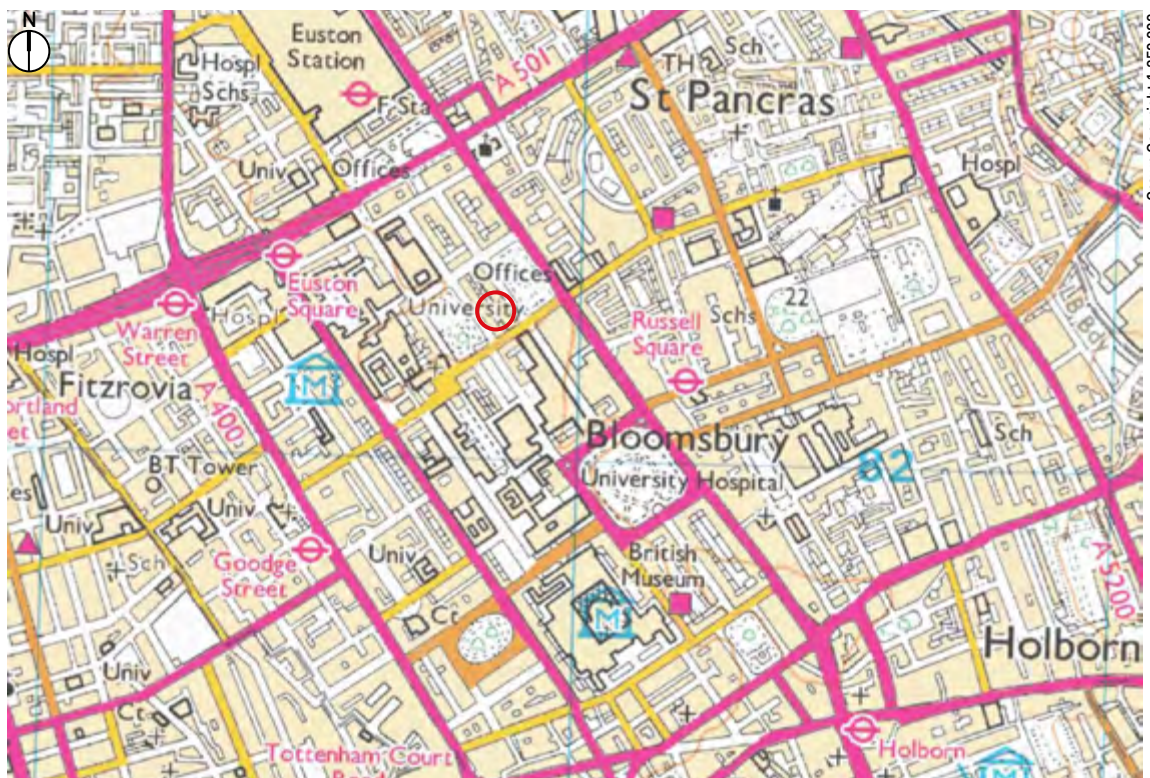 N
Euston
Station
Hospl
Schs
F Sta
A 501
TH
Sch
St Pancras
Hospl
Univ
Offices
Offices
University
Euston
Square
Hospl
Warren
Street
Russell
Square
Schs
22
Hospl
Fitzrovia
A 400
M
Bloomsbury
University Hospital
82
Sch
BT Tower
Univ
Univ
Goodge
Street
Sch
Univ
British
Museum
M
A 5200
Ct
Holborn
Univ
Ct
Tottenham Court
Holborn
M